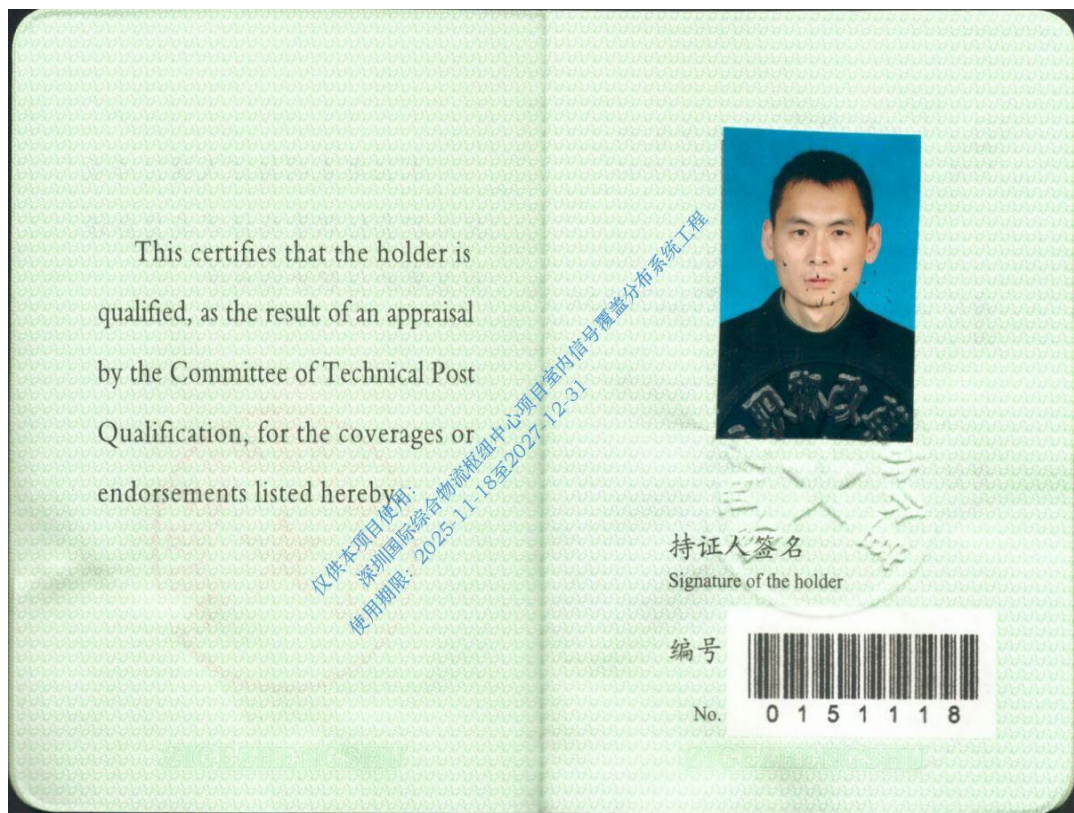 This certifies that the holder is
qualified, as the result of an appraisal
by the Committee of Technical Post
Qualification, for the coverages or
endorsements listed hereby.
仅供本项目使用:
深圳国际综合物流枢纽中心项目室内信号覆盖分布系统工程
使用期限: 2025-11-18至2027-12-31
持证人签名
Signature of the holder
编号
No.
0151118
ZIGEZHENGSHU
ZIGEZHENGSHU